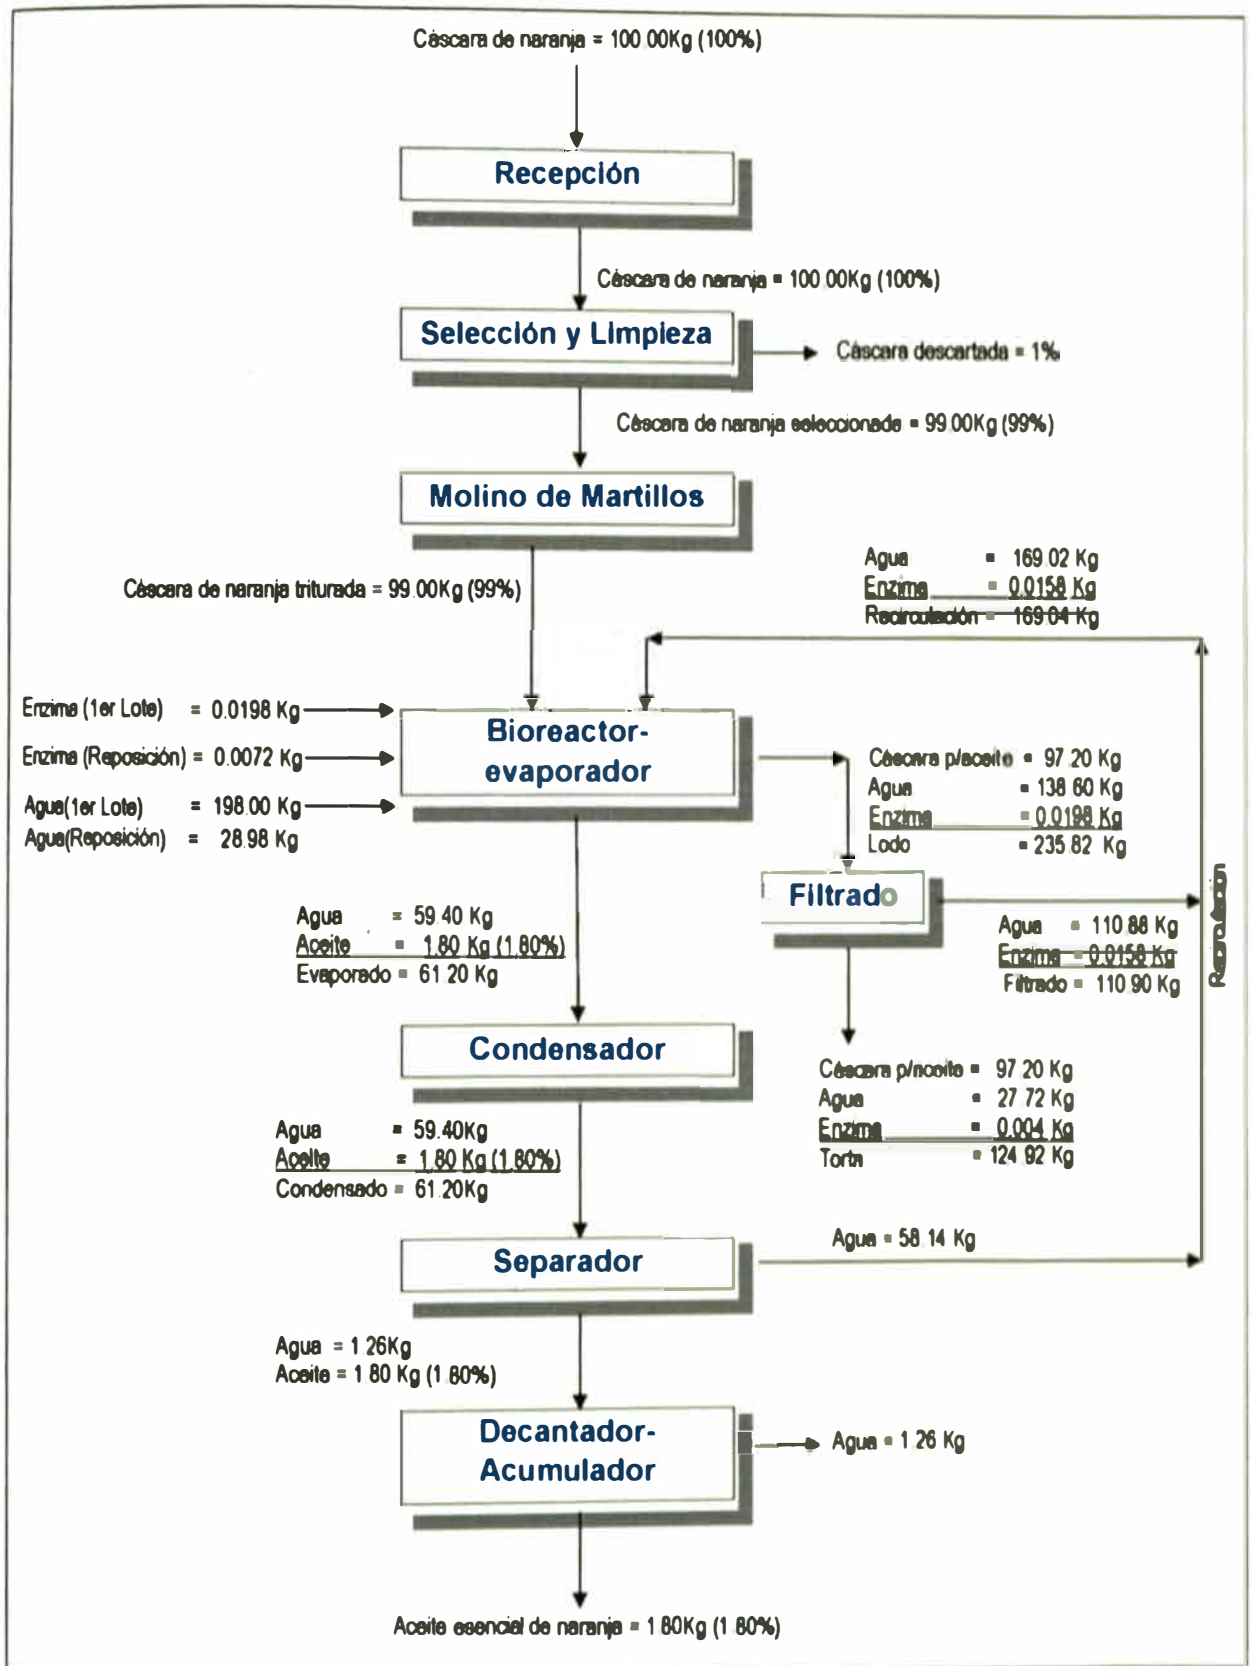 Cáscara de naranja = 100.00Kg (100%)
Recepción
Cáscara de naranja = 100.00Kg (100%)
Selección y Limpieza
Cáscara descartada = 1%
Cáscara de naranja seleccionada = 99.00Kg (99%)
Molino de Martillos
Cáscara de naranja triturada = 99.00Kg (99%)
Agua = 169.02 Kg
Enzima = 0.0158 Kg
Recirculación = 169.04 Kg
Enzima (1er Lote) = 0.0198 Kg
Enzima (Reposición) = 0.0072 Kg
Agua(1er Lote) = 198.00 Kg
Agua(Reposición) = 28.98 Kg
Bioreactor-
evaporador
Cáscara p/aceite = 97.20 Kg
Agua = 138.60 Kg
Enzima = 0.0198 Kg
Lodo = 235.82 Kg
Filtrado
Agua = 110.88 Kg
Enzima = 0.0158 Kg
Filtrado = 110.90 Kg
Recirculación
Agua = 59.40 Kg
Aceite = 1.80 Kg (1.80%)
Evaporado = 61.20 Kg
Condensador
Cáscara p/aceite = 97.20 Kg
Agua = 27.72 Kg
Enzima = 0.004 Kg
Torta = 124.92 Kg
Agua = 59.40Kg
Aceite = 1.80 Kg (1.80%)
Condensado = 61.20Kg
Separador
Agua = 58.14 Kg
Agua = 1.26Kg
Aceite = 1.80 Kg (1.80%)
Decantador-
Acumulador
Agua = 1.26 Kg
Aceite esencial de naranja = 1.80Kg (1.80%)